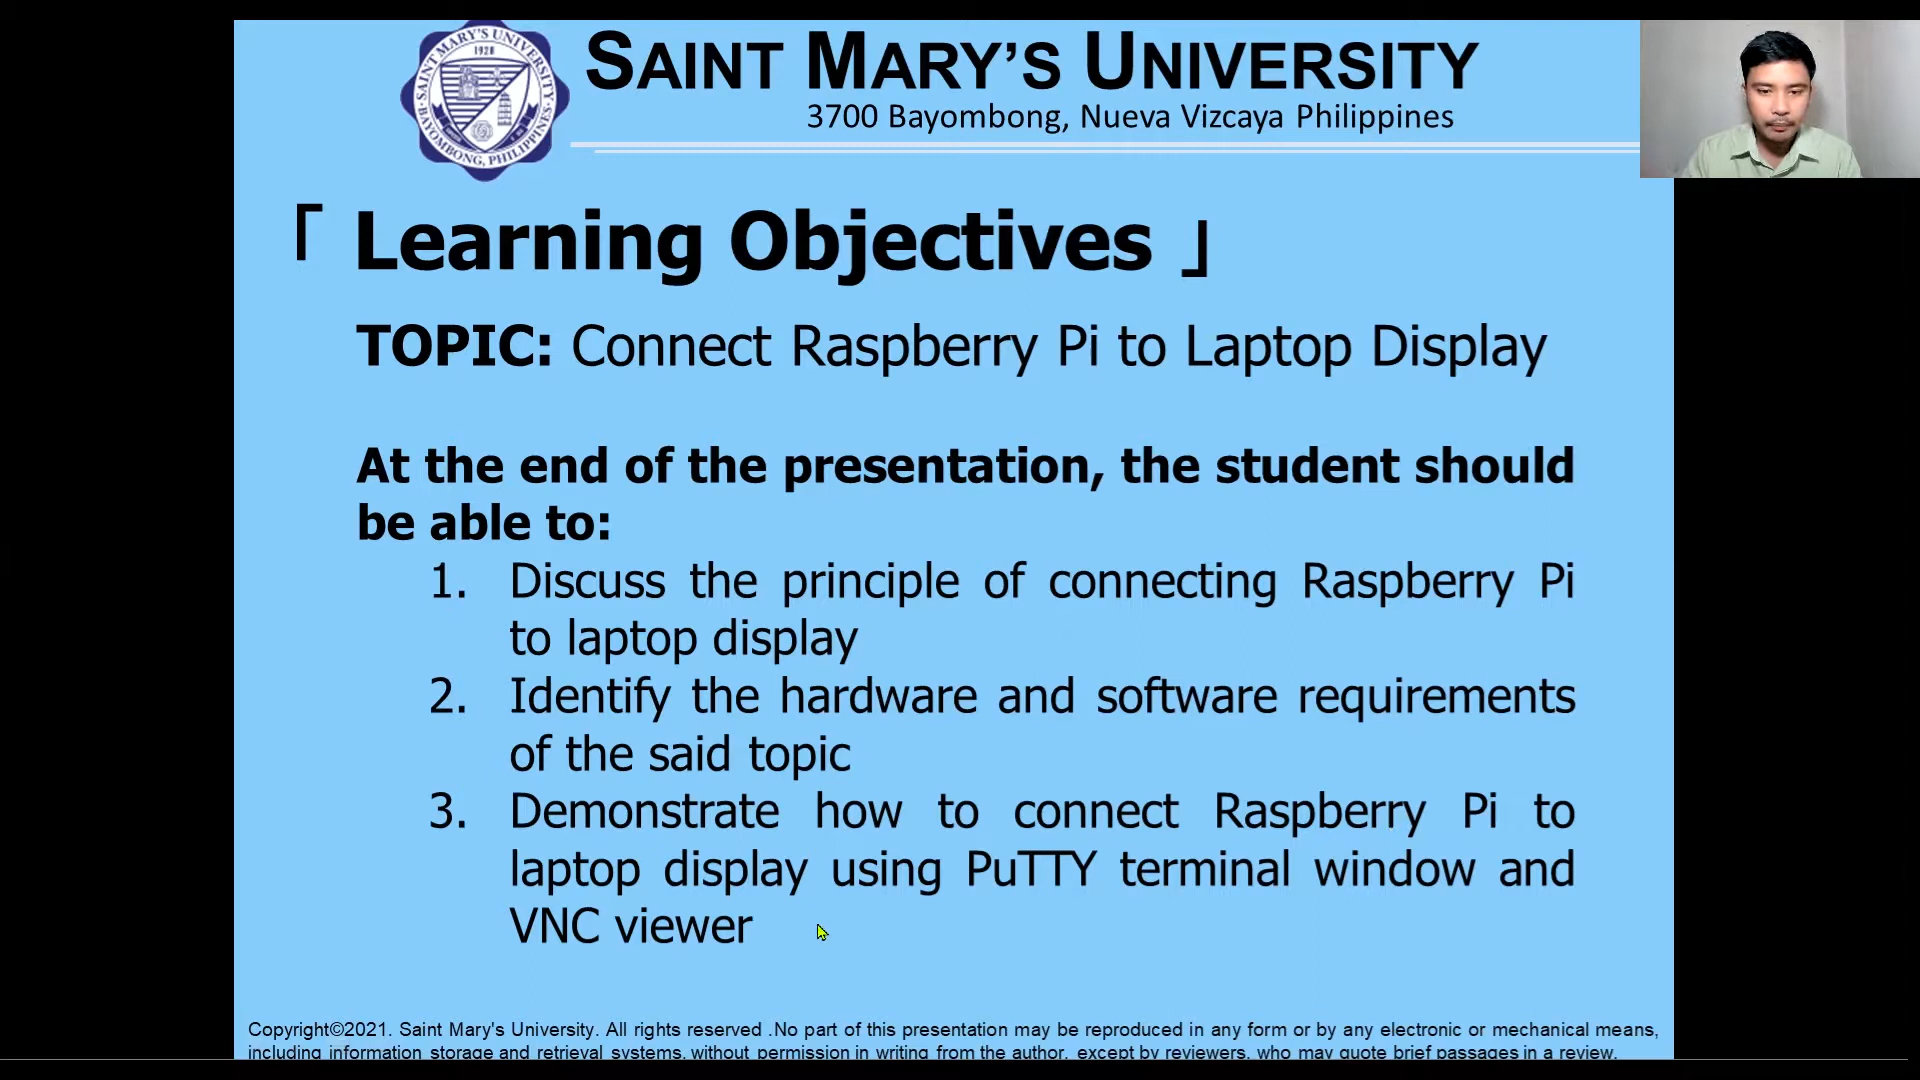 SAINT MARY'S UNIVERSITY
1928
BAYOMBONG, PHILIPPINES
SAINT MARY'S UNIVERSITY
3700 Bayombong, Nueva Vizcaya Philippines
「 Learning Objectives 」
TOPIC: Connect Raspberry Pi to Laptop Display
At the end of the presentation, the student should
be able to:
1. Discuss the principle of connecting Raspberry Pi
to laptop display
2. Identify the hardware and software requirements
of the said topic
3. Demonstrate how to connect Raspberry Pi to
laptop display using PuTTY terminal window and
VNC viewer
Copyright©2021. Saint Mary's University. All rights reserved .No part of this presentation may be reproduced in any form or by any electronic or mechanical means,
including information storage and retrieval systems, without permission in writing from the author, except by reviewers, who may quote brief passages in a review.